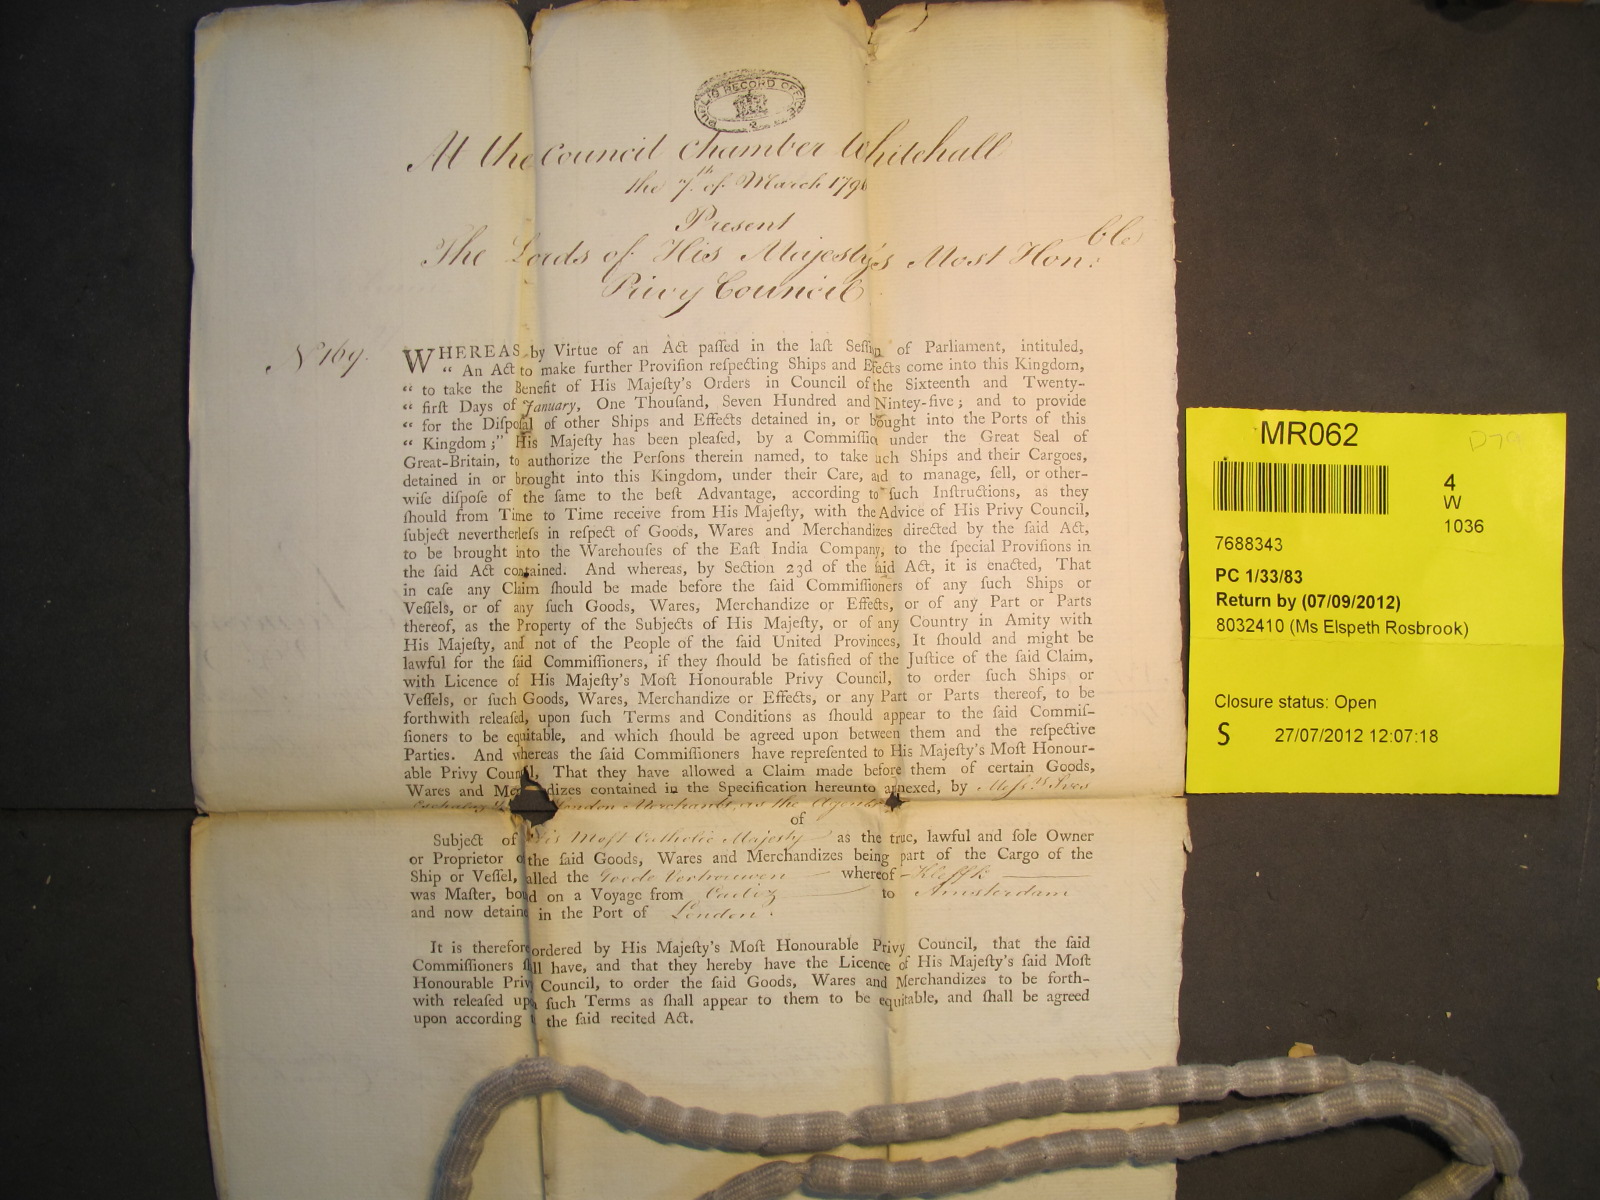 PUBLIC RECORD OFFICE
At the Council Chamber Whitehall
the 7.th of March 179
Present
The Lords of His Majesty's Most Hon:ble
Privy Council
N 169.
WHEREAS by Virtue of an Act paſſed in the laſt Seſſi n of Parliament, intituled,
“ An Act to make further Proviſion reſpecting Ships and Effects come into this Kingdom,
“ to take the Benefit of His Majeſty's Orders in Council of the Sixteenth and Twenty-
“ firſt Days of January, One Thouſand, Seven Hundred and Nintey-five; and to provide
“ for the Diſpoſal of other Ships and Effects detained in, or bought into the Ports of this
“ Kingdom;” His Majeſty has been pleaſed, by a Commiſſio under the Great Seal of
Great-Britain, to authorize the Perſons therein named, to take uch Ships and their Cargoes,
detained in or brought into this Kingdom, under their Care, and to manage, ſell, or other-
wiſe diſpoſe of the ſame to the beſt Advantage, according to ſuch Inſtructions, as they
ſhould from Time to Time receive from His Majeſty, with the Advice of His Privy Council,
ſubject nevertheleſs in reſpect of Goods, Wares and Merchandizes directed by the ſaid Act,
to be brought into the Warehouſes of the Eaſt India Company, to the ſpecial Proviſions in
the ſaid Act contained. And whereas, by Section 23d of the ſaid Act, it is enacted, That
in caſe any Claim ſhould be made before the ſaid Commiſſioners of any ſuch Ships or
Veſſels, or of any ſuch Goods, Wares, Merchandize or Effects, or of any Part or Parts
thereof, as the Property of the Subjects of His Majeſty, or of any Country in Amity with
His Majeſty, and not of the People of the ſaid United Provinces, It ſhould and might be
lawful for the ſaid Commiſſioners, if they ſhould be ſatisfied of the Juſtice of the ſaid Claim,
with Licence of His Majeſty's Moſt Honourable Privy Council, to order ſuch Ships or
Veſſels, or ſuch Goods, Wares, Merchandize or Effects, or any Part or Parts thereof, to be
forthwith releaſed, upon ſuch Terms and Conditions as ſhould appear to the ſaid Commiſ-
ſioners to be equitable, and which ſhould be agreed upon between them and the reſpective
Parties. And whereas the ſaid Commiſſioners have repreſented to His Majeſty's Moſt Honour-
able Privy Coun l, That they have allowed a Claim made before them of certain Goods,
Wares and Me dizes contained in the Specification hereunto annexed, by Meſs.rs
London Merchants, as the Agents
of
Subject of His Moſt Catholic Majeſty as the true, lawful and ſole Owner
or Proprietor o the ſaid Goods, Wares and Merchandizes being part of the Cargo of the
Ship or Veſſel, alled the Goede Vertrouwen whereof Kleffk
was Maſter, bo d on a Voyage from Cadiz to Amsterdam
and now detaine in the Port of London.
It is therefore ordered by His Majeſty's Moſt Honourable Privy Council, that the ſaid
Commiſſioners ſ ll have, and that they hereby have the Licence of His Majeſty's ſaid Moſt
Honourable Priv Council, to order the ſaid Goods, Wares and Merchandizes to be forth-
with releaſed up n ſuch Terms as ſhall appear to them to be equitable, and ſhall be agreed
upon according t the ſaid recited Act.
MR062
4
W
1036
7688343
PC 1/33/83
Return by (07/09/2012)
8032410 (Ms Elspeth Rosbrook)
Closure status: Open
S 27/07/2012 12:07:18